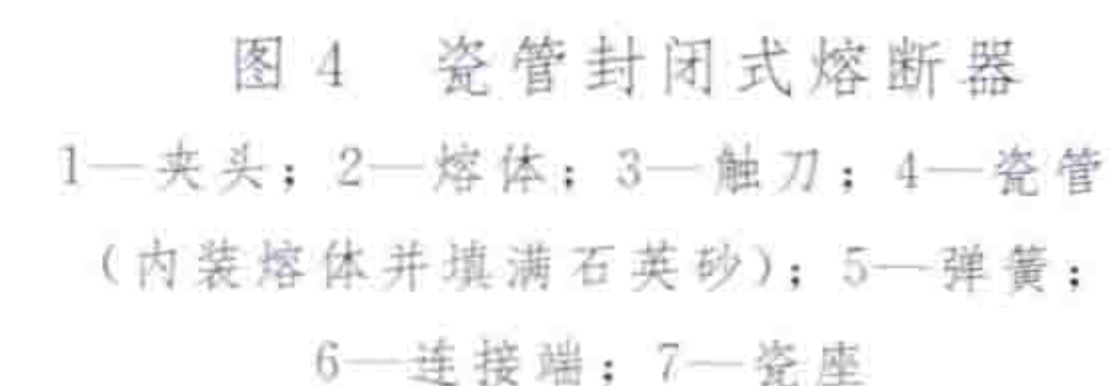 图4 瓷管封闭式熔断器
1—夹头；2—熔体；3—触刀；4—瓷管
（内装熔体并填满石英砂）；5—弹簧；
6—连接端；7—瓷座